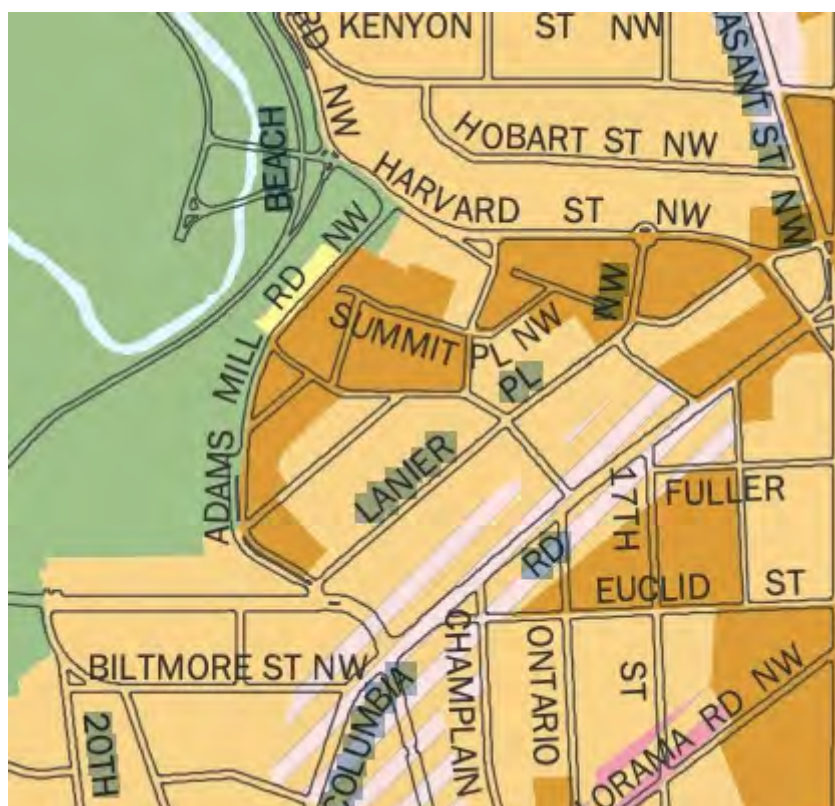 KENYON ST NW
RD NW
ASANT ST NW
HOBART ST NW
BEACH
HARVARD ST NW
ADAMS MILL RD NW
SUMMIT PL NW
LANIER PL NW
17TH ST
FULLER
COLUMBIA RD
EUCLID ST
CHAMPLAIN
ONTARIO
BILTMORE ST NW
20TH
LORAMA RD NW